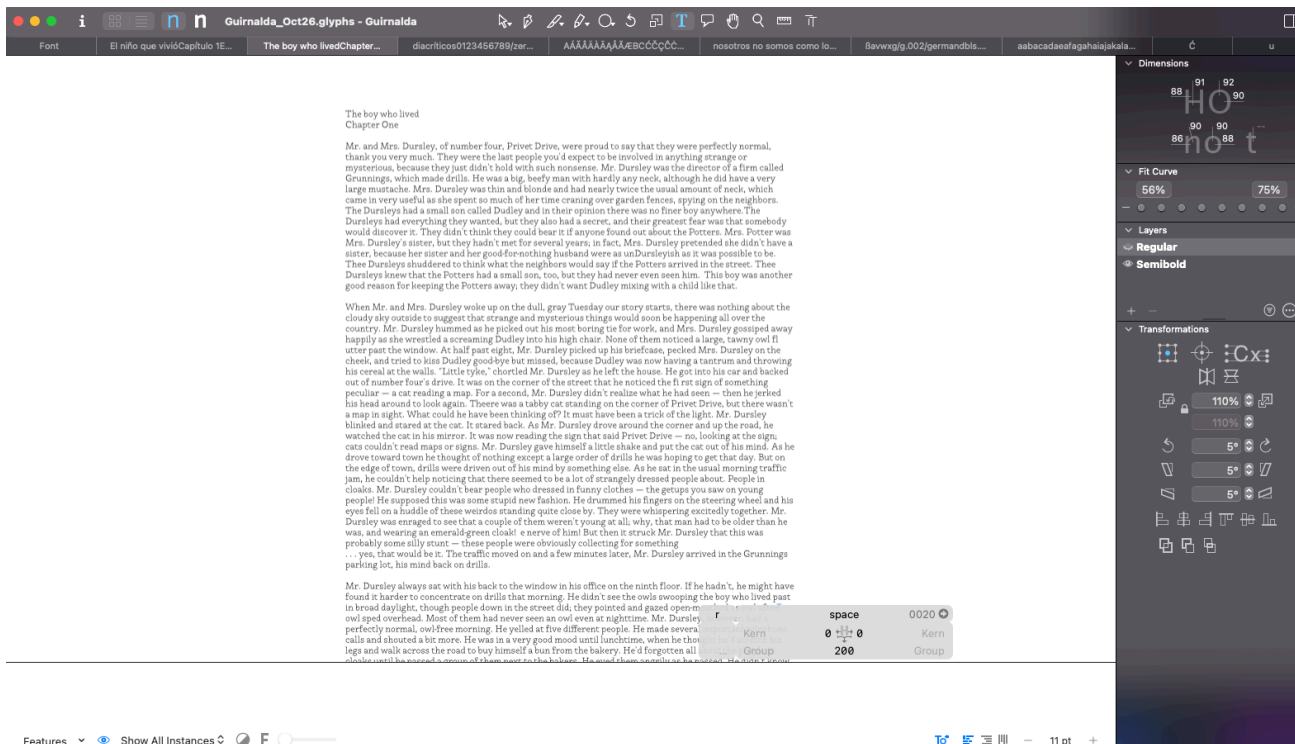 Guirnalda_Oct26.glyphs - Guirnalda
Font
El niño que vivióCapítulo 1E...
The boy who livedChapter...
diacríticos0123456789/zer...
nosotros no somos como lo...
ßavwxg/g.002/germandbls....
aabacadaeafagahaiajakala...
Ć
u
The boy who lived
Chapter One
Mr. and Mrs. Dursley, of number four, Privet Drive, were proud to say that they were perfectly normal,
thank you very much. They were the last people you'd expect to be involved in anything strange or
mysterious, because they just didn't hold with such nonsense. Mr. Dursley was the director of a firm called
Grunnings, which made drills. He was a big, beefy man with hardly any neck, although he did have a very
large mustache. Mrs. Dursley was thin and blonde and had nearly twice the usual amount of neck, which
came in very useful as she spent so much of her time craning over garden fences, spying on the neighbors.
The Dursleys had a small son called Dudley and in their opinion there was no finer boy anywhere.The
Dursleys had everything they wanted, but they also had a secret, and their greatest fear was that somebody
would discover it. They didn't think they could bear it if anyone found out about the Potters. Mrs. Potter was
Mrs. Dursley's sister, but they hadn't met for several years; in fact, Mrs. Dursley pretended she didn't have a
sister, because her sister and her good-for-nothing husband were as unDursleyish as it was possible to be.
Thee Dursleys shuddered to think what the neighbors would say if the Potters arrived in the street. Thee
Dursleys knew that the Potters had a small son, too, but they had never even seen him.  This boy was another
good reason for keeping the Potters away; they didn't want Dudley mixing with a child like that.
When Mr. and Mrs. Dursley woke up on the dull, gray Tuesday our story starts, there was nothing about the
cloudy sky outside to suggest that strange and mysterious things would soon be happening all over the
country. Mr. Dursley hummed as he picked out his most boring tie for work, and Mrs. Dursley gossiped away
happily as she wrestled a screaming Dudley into his high chair. None of them noticed a large, tawny owl fl
utter past the window. At half past eight, Mr. Dursley picked up his briefcase, pecked Mrs. Dursley on the
cheek, and tried to kiss Dudley good-bye but missed, because Dudley was now having a tantrum and throwing
his cereal at the walls. "Little tyke," chortled Mr. Dursley as he left the house. He got into his car and backed
out of number four's drive. It was on the corner of the street that he noticed the fi rst sign of something
peculiar — a cat reading a map. For a second, Mr. Dursley didn't realize what he had seen — then he jerked
his head around to look again. Theere was a tabby cat standing on the corner of Privet Drive, but there wasn't
a map in sight. What could he have been thinking of? It must have been a trick of the light. Mr. Dursley
blinked and stared at the cat. It stared back. As Mr. Dursley drove around the corner and up the road, he
watched the cat in his mirror. It was now reading the sign that said Privet Drive — no, looking at the sign;
cats couldn't read maps or signs. Mr. Dursley gave himself a little shake and put the cat out of his mind. As he
drove toward town he thought of nothing except a large order of drills he was hoping to get that day. But on
the edge of town, drills were driven out of his mind by something else. As he sat in the usual morning traffic
jam, he couldn't help noticing that there seemed to be a lot of strangely dressed people about. People in
cloaks. Mr. Dursley couldn't bear people who dressed in funny clothes — the getups you saw on young
people! He supposed this was some stupid new fashion. He drummed his fingers on the steering wheel and his
eyes fell on a huddle of these weirdos standing quite close by. They were whispering excitedly together. Mr.
Dursley was enraged to see that a couple of them weren't young at all; why, that man had to be older than he
was, and wearing an emerald-green cloak!  e nerve of him! But then it struck Mr. Dursley that this was
probably some silly stunt — these people were obviously collecting for something
. . . yes, that would be it. The traffic moved on and a few minutes later, Mr. Dursley arrived in the Grunnings
parking lot, his mind back on drills.
Mr. Dursley always sat with his back to the window in his office on the ninth floor. If he hadn't, he might have
found it harder to concentrate on drills that morning. He didn't see the owls swooping the boy who lived past
in broad daylight, though people down in the street did; they pointed and gazed
owl sped overhead. Most of them had never seen an owl even at nighttime. Mr. Dursley,
perfectly normal, owl-free morning. He yelled at five different people. He made
calls and shouted a bit more. He was in a very good mood until lunchtime, when he
legs and walk across the road to buy himself a bun from the bakery. He'd forgotten all
r space 0020
Kern 0 0 Kern
Group 200 Group
Dimensions
88 91 92 90
HO
86 90 90 88
no t
Fit Curve
56% 75%
Layers
Regular
Semibold
Transformations
Cx
110%
110%
5°
5°
5°
Features
Show All Instances
11 pt